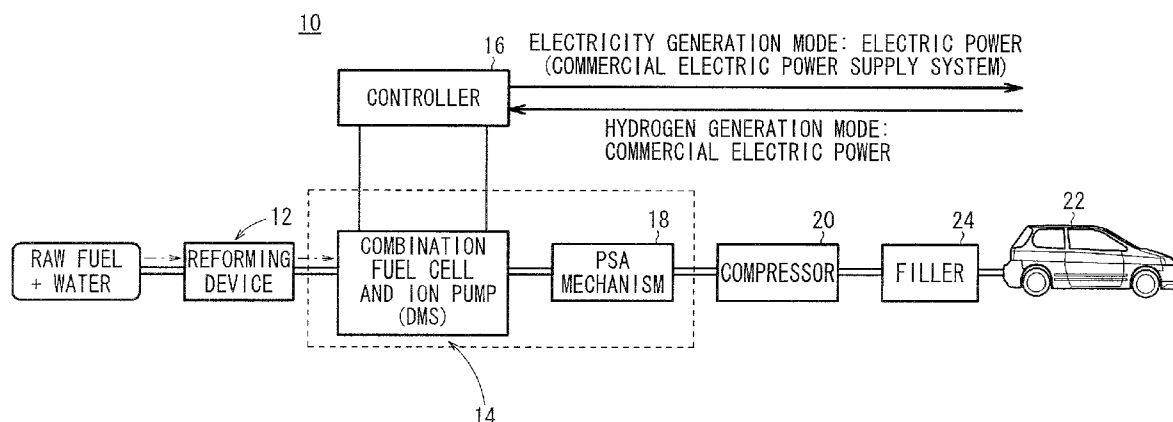 10
16
ELECTRICITY GENERATION MODE: ELECTRIC POWER
(COMMERCIAL ELECTRIC POWER SUPPLY SYSTEM)
CONTROLLER
HYDROGEN GENERATION MODE:
COMMERCIAL ELECTRIC POWER
12
18
20
24
22
RAW FUEL
+ WATER
REFORMING
DEVICE
COMBINATION
FUEL CELL
AND ION PUMP
(DMS)
PSA
MECHANISM
COMPRESSOR
FILLER
14